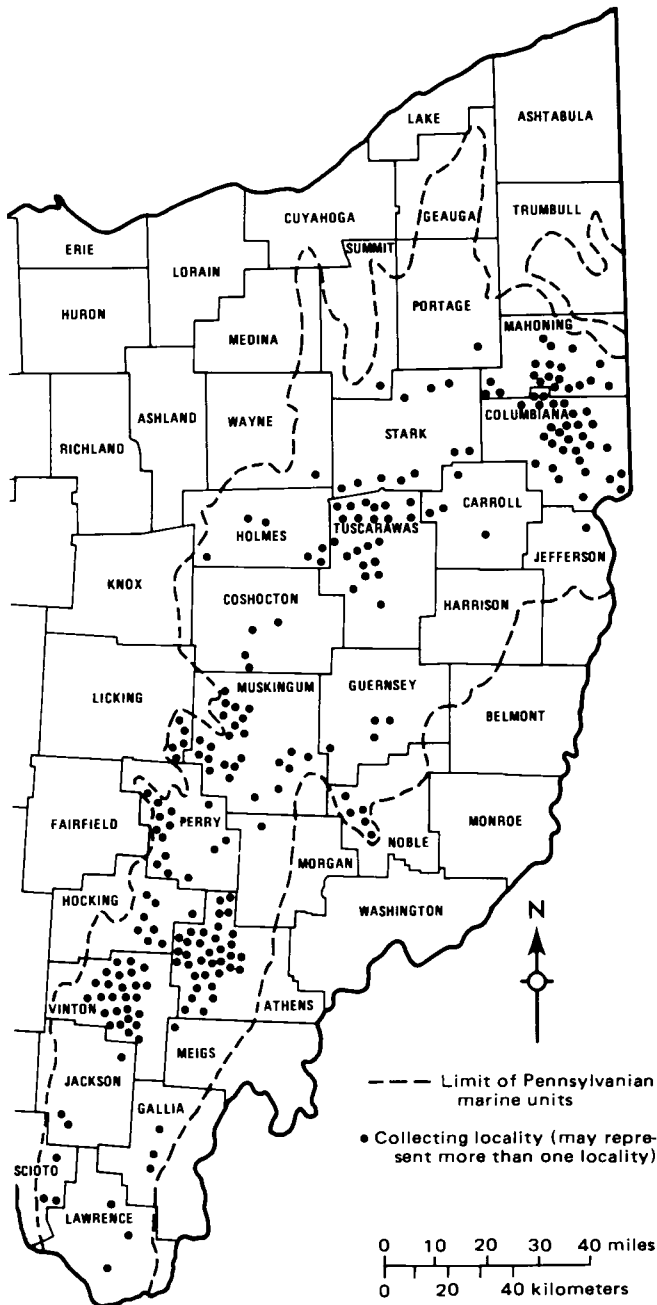 LAKE
ASHTABULA
CUYAHOGA
GEAUGA
TRUMBULL
ERIE
LORAIN
SUMMIT
HURON
MEDINA
PORTAGE
MAHONING
RICHLAND
ASHLAND
WAYNE
STARK
COLUMBIANA
HOLMES
TUSCARAWAS
CARROLL
JEFFERSON
KNOX
COSHOCTON
HARRISON
LICKING
MUSKINGUM
GUERNSEY
BELMONT
FAIRFIELD
PERRY
MORGAN
NOBLE
MONROE
HOCKING
WASHINGTON
N
VINTON
ATHENS
MEIGS
JACKSON
GALLIA
SCIOTO
LAWRENCE
Limit of Pennsylvanian
marine units
Collecting locality (may repre-
sent more than one locality)
0 10 20 30 40 miles
0 20 40 kilometers